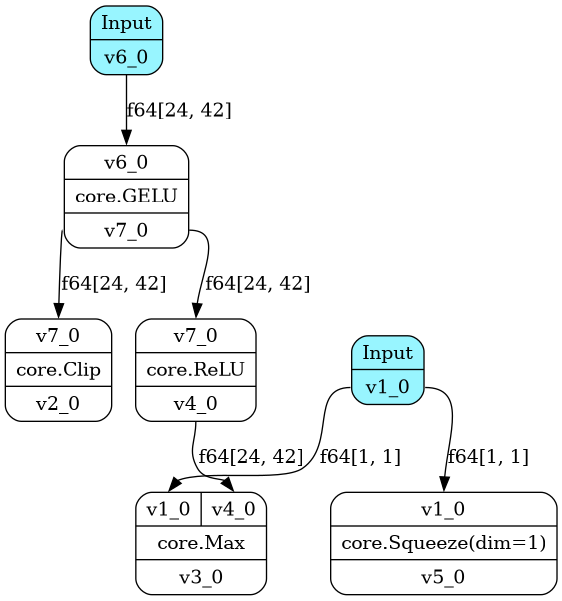 Input
v6_0
f64[24, 42]
v6_0
core.GELU
v7_0
f64[24, 42]
f64[24, 42]
v7_0
core.Clip
v2_0
v7_0
core.ReLU
v4_0
Input
v1_0
f64[24, 42]
f64[1, 1]
f64[1, 1]
v1_0
v4_0
core.Max
v3_0
v1_0
core.Squeeze(dim=1)
v5_0